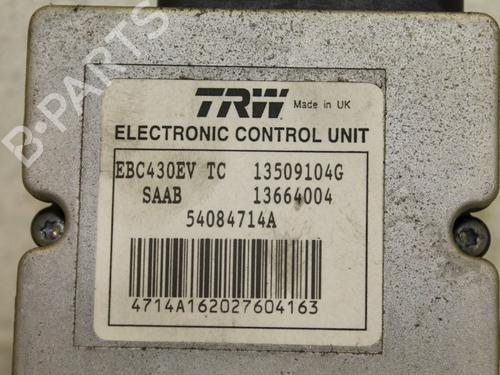 TRW Made in UK
ELECTRONIC CONTROL UNIT
EBC430EV TC 13509104G
SAAB 13664004
54084714A
4714A162027604163
B-PARTS